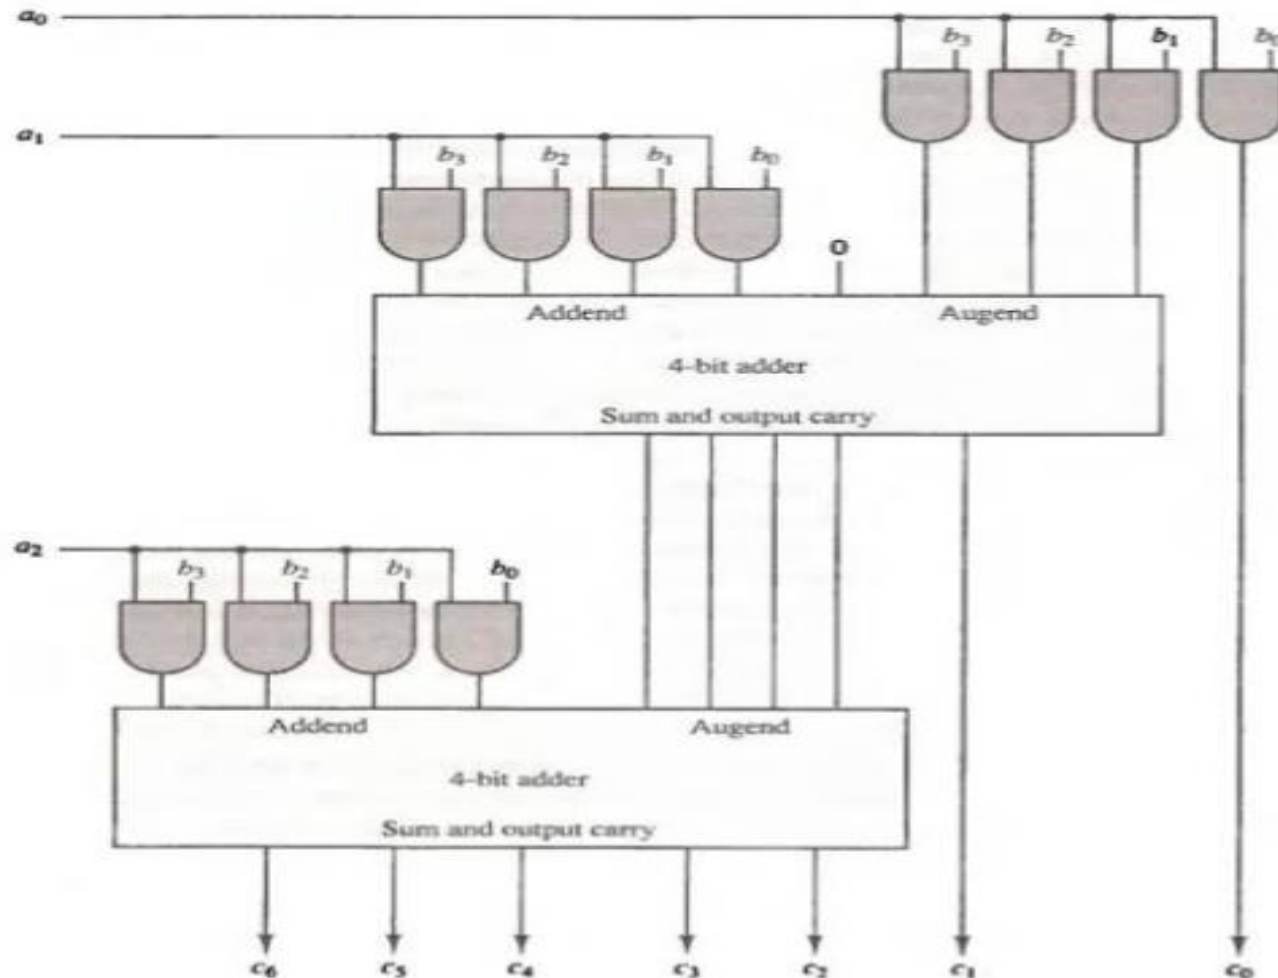 a₀
b₃ b₂ b₁ b₀
a₁
b₃ b₂ b₁ b₀
0
Addend Augend
4-bit adder
Sum and output carry
a₂
b₃ b₂ b₁ b₀
Addend Augend
4-bit adder
Sum and output carry
c₆ c₅ c₄ c₃ c₂ c₁ c₀